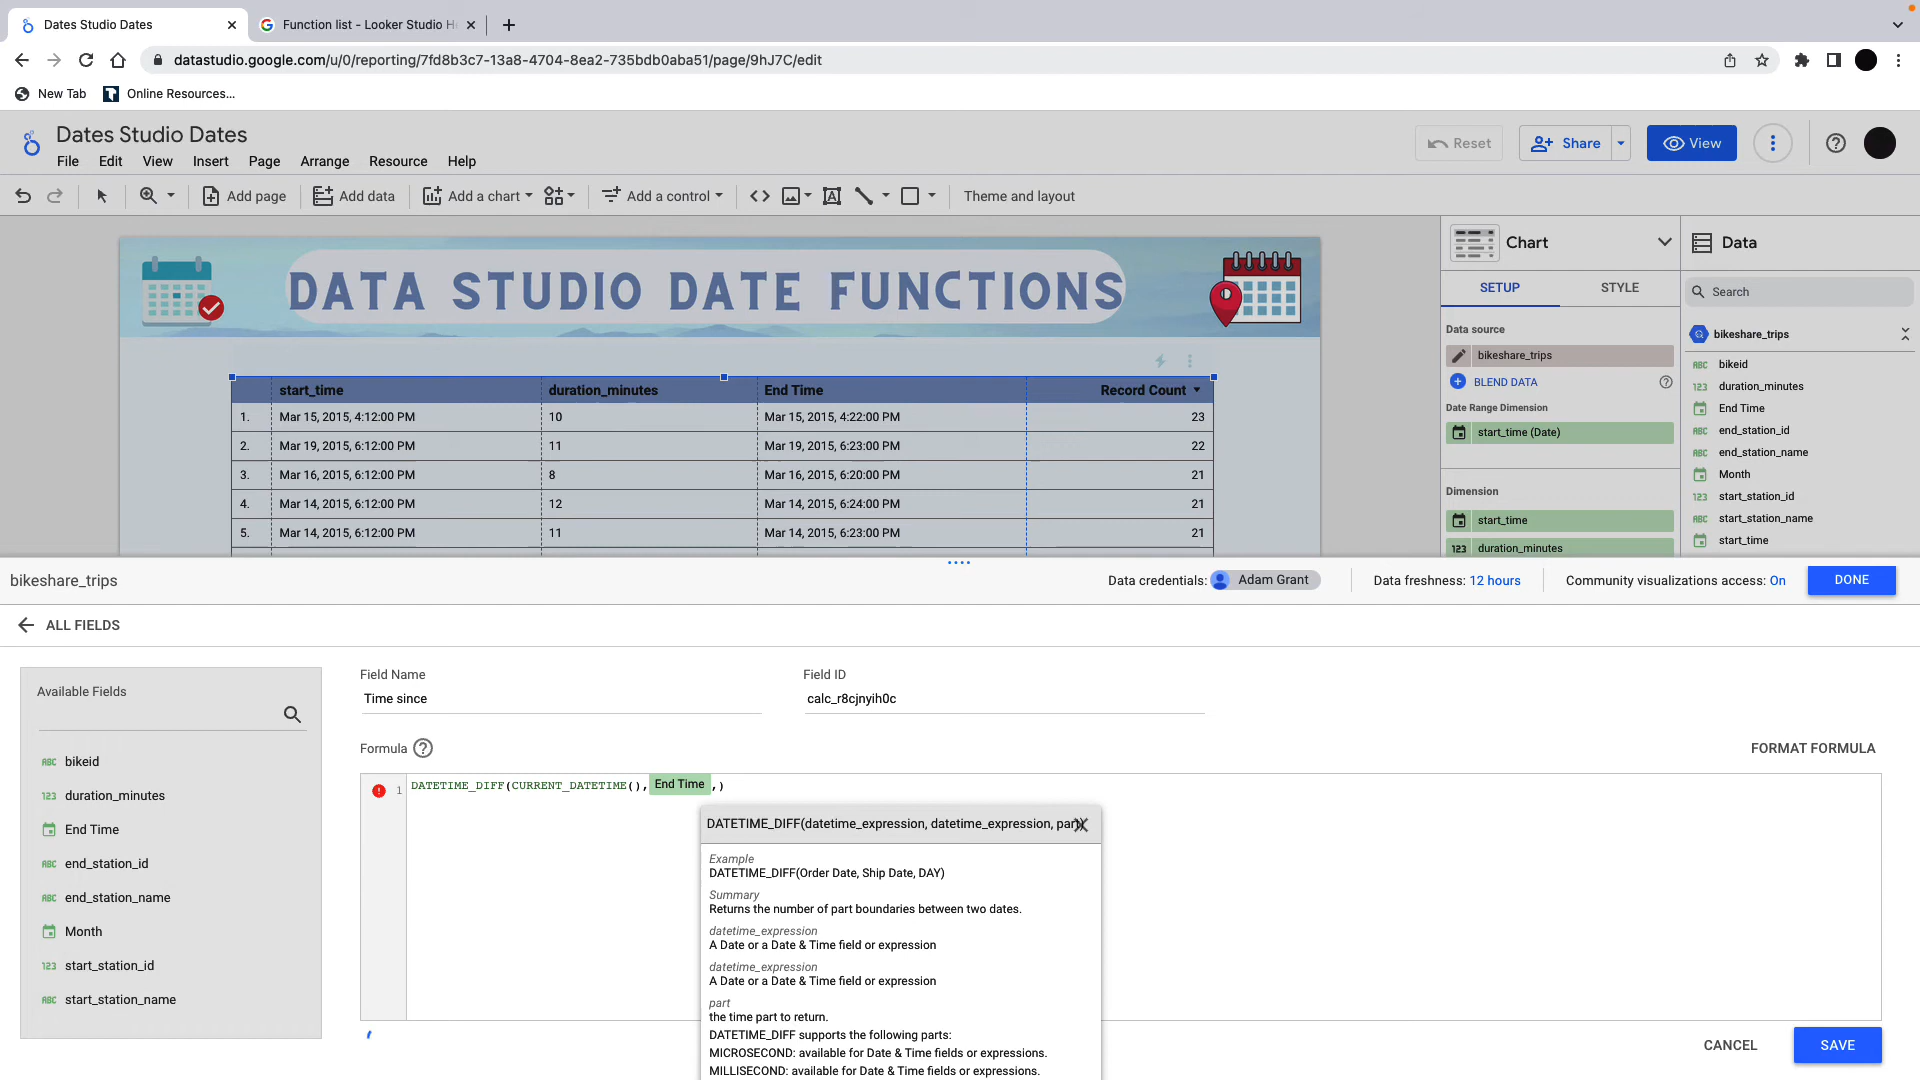 Dates Studio Dates
Function list - Looker Studio H
datastudio.google.com/u/0/reporting/7fd8b3c7-13a8-4704-8ea2-735bdb0aba51/page/9hJ7C/edit
New Tab
Online Resources...
Dates Studio Dates
File Edit View Insert Page Arrange Resource Help
Reset
Share
View
Add page
Add data
Add a chart
Add a control
Theme and layout
DATA STUDIO DATE FUNCTIONS
start_time duration_minutes End Time Record Count
1. Mar 15, 2015, 4:12:00 PM 10 Mar 15, 2015, 4:22:00 PM 23
2. Mar 19, 2015, 6:12:00 PM 11 Mar 19, 2015, 6:23:00 PM 22
3. Mar 16, 2015, 6:12:00 PM 8 Mar 16, 2015, 6:20:00 PM 21
4. Mar 14, 2015, 6:12:00 PM 12 Mar 14, 2015, 6:24:00 PM 21
5. Mar 14, 2015, 6:12:00 PM 11 Mar 14, 2015, 6:23:00 PM 21
Chart
SETUP STYLE
Data source
bikeshare_trips
BLEND DATA
Date Range Dimension
start_time (Date)
Dimension
start_time
123 duration_minutes
Data
Search
bikeshare_trips
ABC bikeid
123 duration_minutes
End Time
ABC end_station_id
ABC end_station_name
Month
123 start_station_id
ABC start_station_name
start_time
bikeshare_trips
Data credentials: Adam Grant
Data freshness: 12 hours
Community visualizations access: On
DONE
ALL FIELDS
Available Fields
ABC bikeid
123 duration_minutes
End Time
ABC end_station_id
ABC end_station_name
Month
123 start_station_id
ABC start_station_name
Field Name
Time since
Field ID
calc_r8cjnyih0c
Formula
FORMAT FORMULA
1 DATETIME_DIFF(CURRENT_DATETIME(), End Time ,)
DATETIME_DIFF(datetime_expression, datetime_expression, part)
Example
DATETIME_DIFF(Order Date, Ship Date, DAY)
Summary
Returns the number of part boundaries between two dates.
datetime_expression
A Date or a Date & Time field or expression
datetime_expression
A Date or a Date & Time field or expression
part
the time part to return.
DATETIME_DIFF supports the following parts:
MICROSECOND: available for Date & Time fields or expressions.
MILLISECOND: available for Date & Time fields or expressions.
CANCEL
SAVE